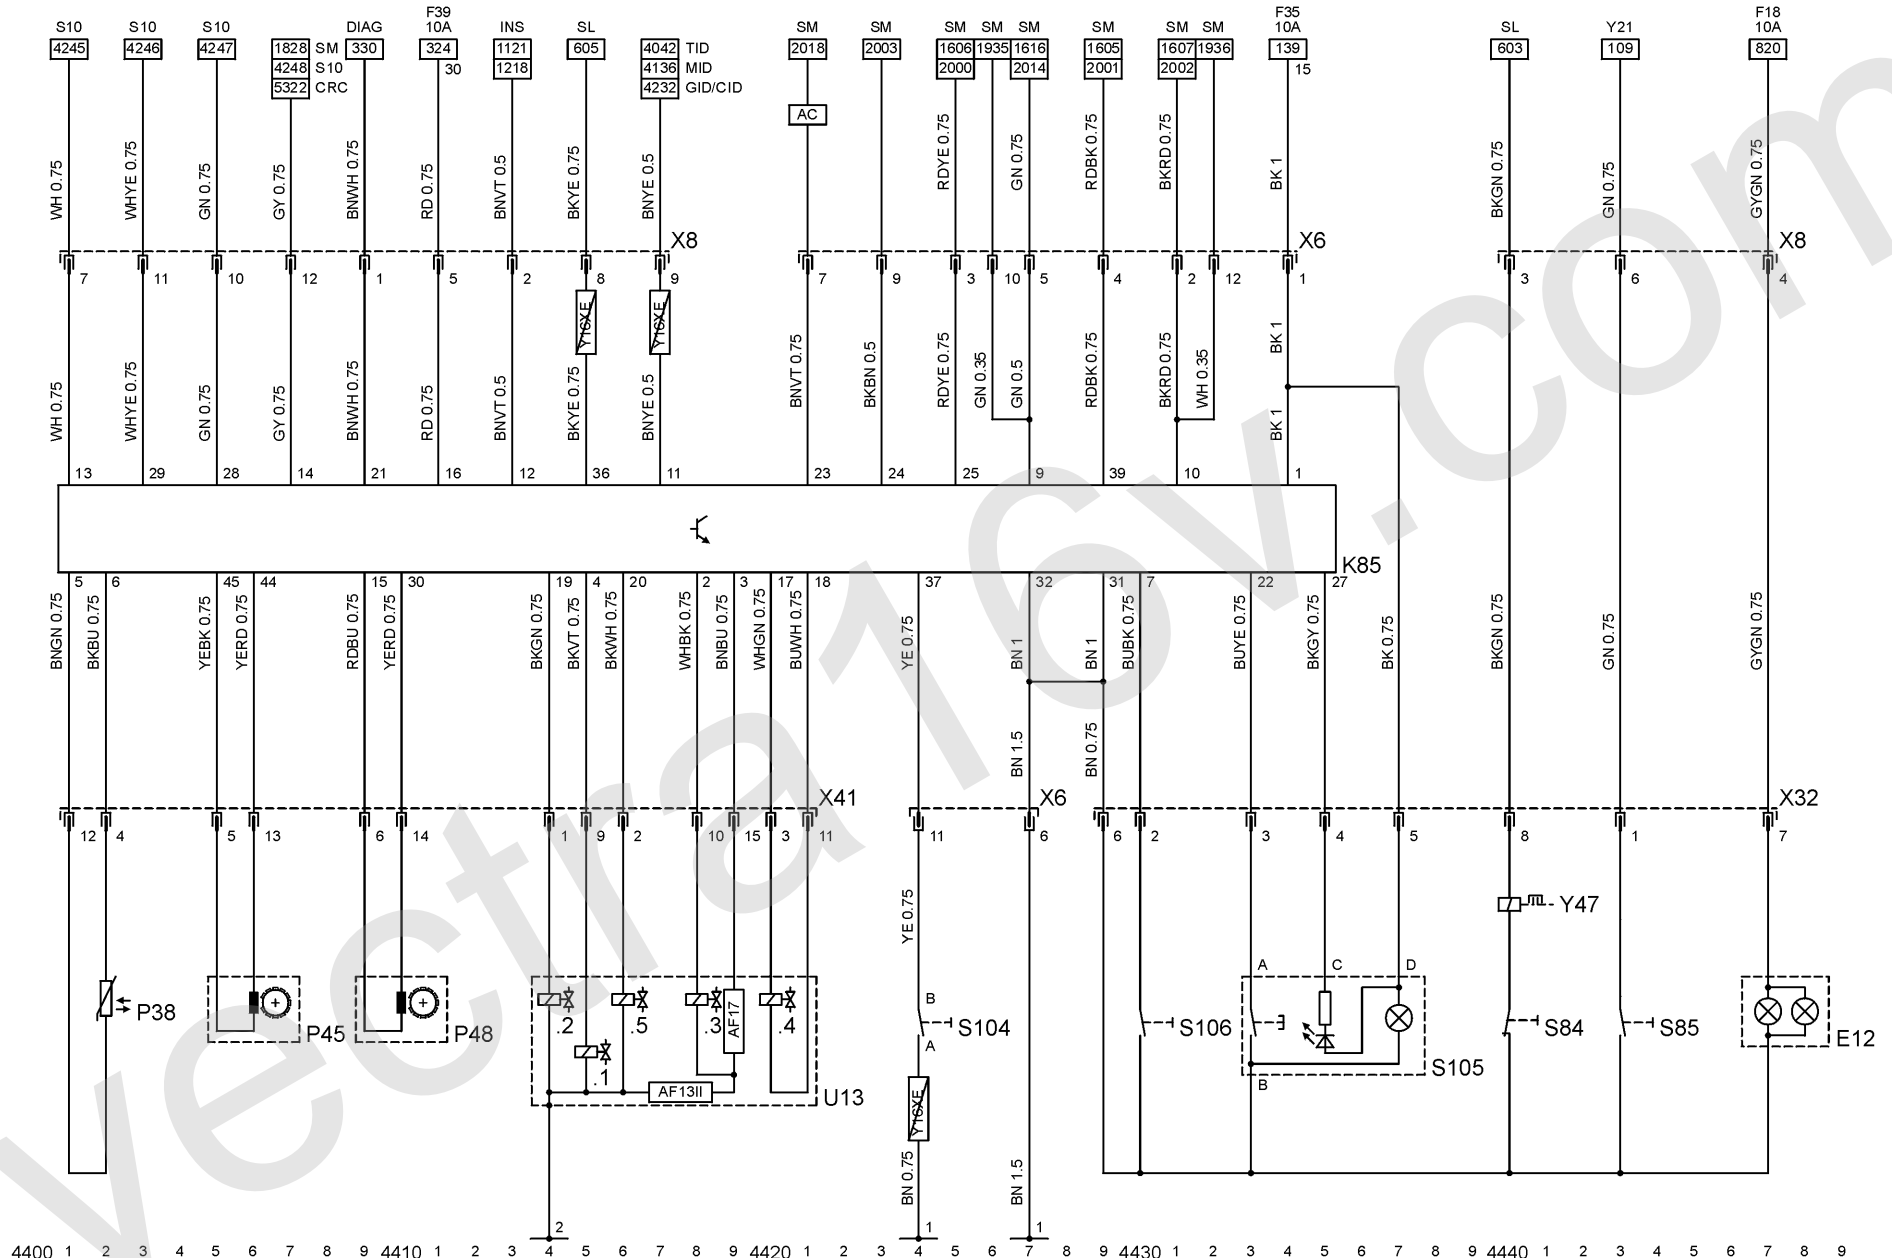 F39 F35 F18
S10 S10 S10 DIAG 10A INS SL SM SM SM SM SM SM SM SM 10A SL Y21 10A
4245 4246 4247 1828 SM 330 324 1121 605 4042 TID 2018 2003 1606 1935 1616 1605 1607 1936 139 603 109 820
4248 S10 30 1218 4136 MID 2000 2014 2001 2002 15
5322 CRC 4232 GID/CID
AC
WH 0.75 WHYE 0.75 GN 0.75 GY 0.75 BNWH 0.75 RD 0.75 BNVT 0.5 BKYE 0.75 BNYE 0.5 RDYE 0.75 GN 0.75 RDBK 0.75 BKRD 0.75 BK 1 BKGN 0.75 GN 0.75 GYGN 0.75
X8 X6 X8
7 11 10 12 1 5 2 8 9 7 9 3 10 5 4 2 12 1 3 6 4
Y16XE Y16XE
BK 1
WH 0.75 WHYE 0.75 GN 0.75 GY 0.75 BNWH 0.75 RD 0.75 BNVT 0.5 BKYE 0.75 BNYE 0.5 BNVT 0.75 BKBN 0.5 RDYE 0.75 GN 0.35 GN 0.5 RDBK 0.75 BKRD 0.75 WH 0.35 BK 1
13 29 28 14 21 16 12 36 11 23 24 25 9 39 10 1
K85
5 6 45 44 15 30 19 4 20 2 3 17 18 37 32 31 7 22 27
BNGN 0.75 BKBU 0.75 YEBK 0.75 YERD 0.75 RDBU 0.75 YERD 0.75 BKGN 0.75 BKVT 0.75 BKWH 0.75 WHBK 0.75 BNBU 0.75 WHGN 0.75 BUWH 0.75 YE 0.75 BN 1 BN 1 BUBK 0.75 BUYE 0.75 BKGY 0.75 BK 0.75 BKGN 0.75 GN 0.75 GYGN 0.75
BN 1.5 BN 0.75
X41 X6 X32
12 4 5 13 6 14 1 9 2 10 15 3 11 11 6 6 2 3 4 5 8 1 7
YE 0.75 Y47
A C D
B
P38 P45 P48 .2 .5 .3 AF17 .4 S104 S106 S84 S85 E12
A
.1 S105
B
AF13II U13
Y16XE
BN 0.75 BN 1.5
2 1 1
4400 1 2 3 4 5 6 7 8 9 4410 1 2 3 4 5 6 7 8 9 4420 1 2 3 4 5 6 7 8 9 4430 1 2 3 4 5 6 7 8 9 4440 1 2 3 4 5 6 7 8 9
vectra16v.com